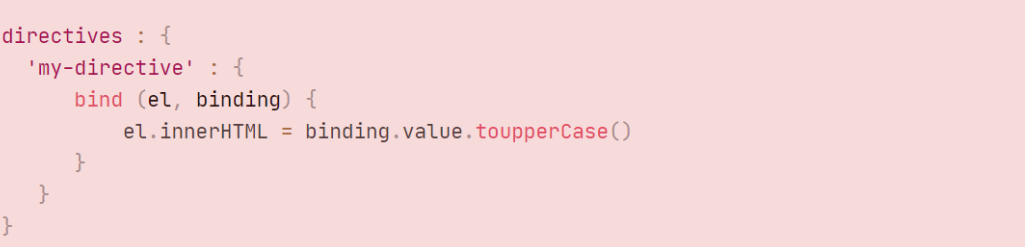 directives : {
  'my-directive' : {
      bind (el, binding) {
          el.innerHTML = binding.value.toupperCase()
      }
   }
}